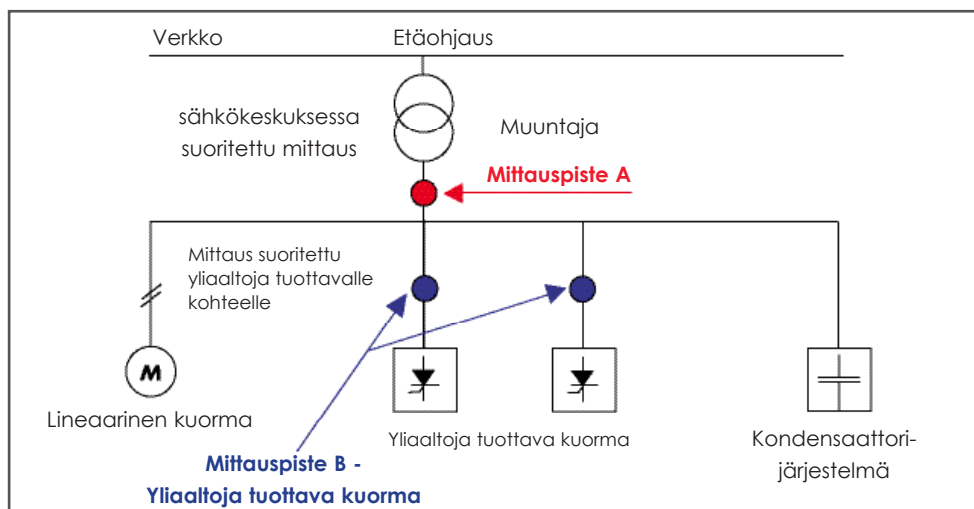 Verkko
Etäohjaus
sähkökeskuksessa
suoritettu mittaus
Muuntaja
Mittauspiste A
Mittaus suoritettu
yliaaltoja tuottavalle
kohteelle
M
Lineaarinen kuorma
Yliaaltoja tuottava kuorma
Kondensaattori-
järjestelmä
Mittauspiste B -
Yliaaltoja tuottava kuorma